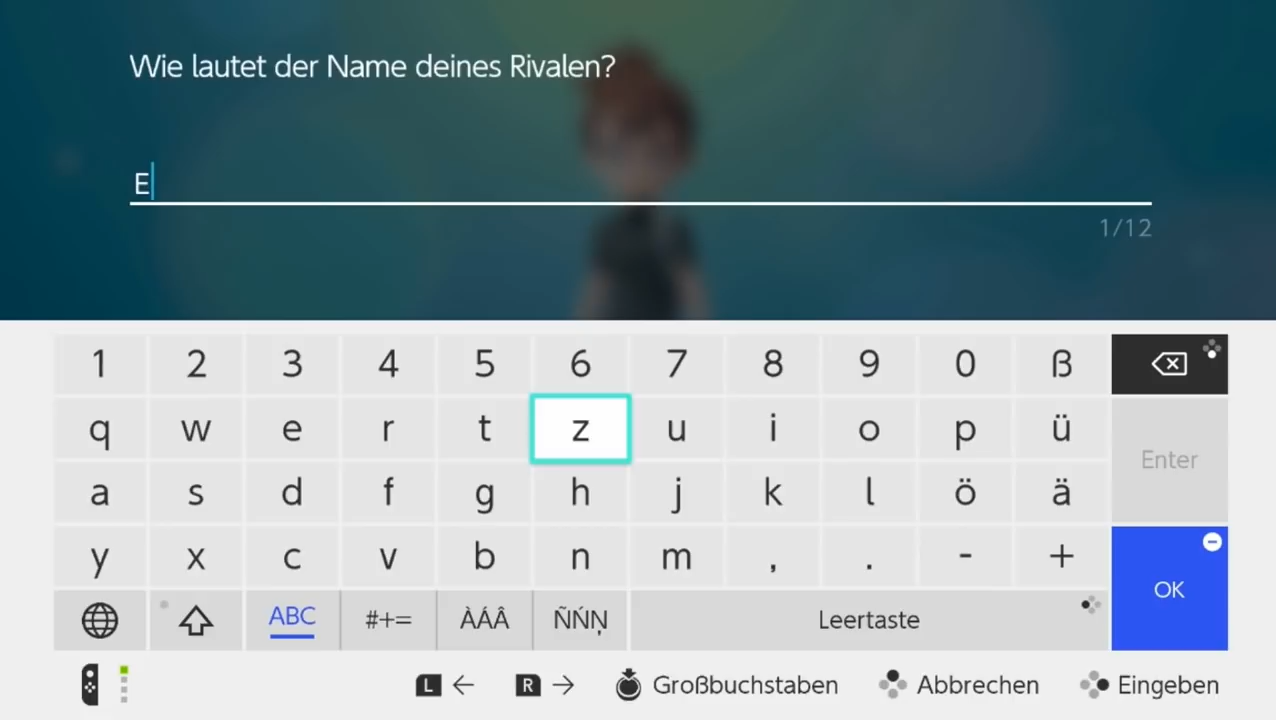 Wie lautet der Name deines Rivalen?
E
1/12
1 2 3 4 5 6 7 8 9 0 ß
q w e r t z u i o p ü
Enter
a s d f g h j k l ö ä
y x c v b n m , . - +
OK
ABC #+= ÀÁÂ ÑŃŅ Leertaste
L ← R → Großbuchstaben Abbrechen Eingeben